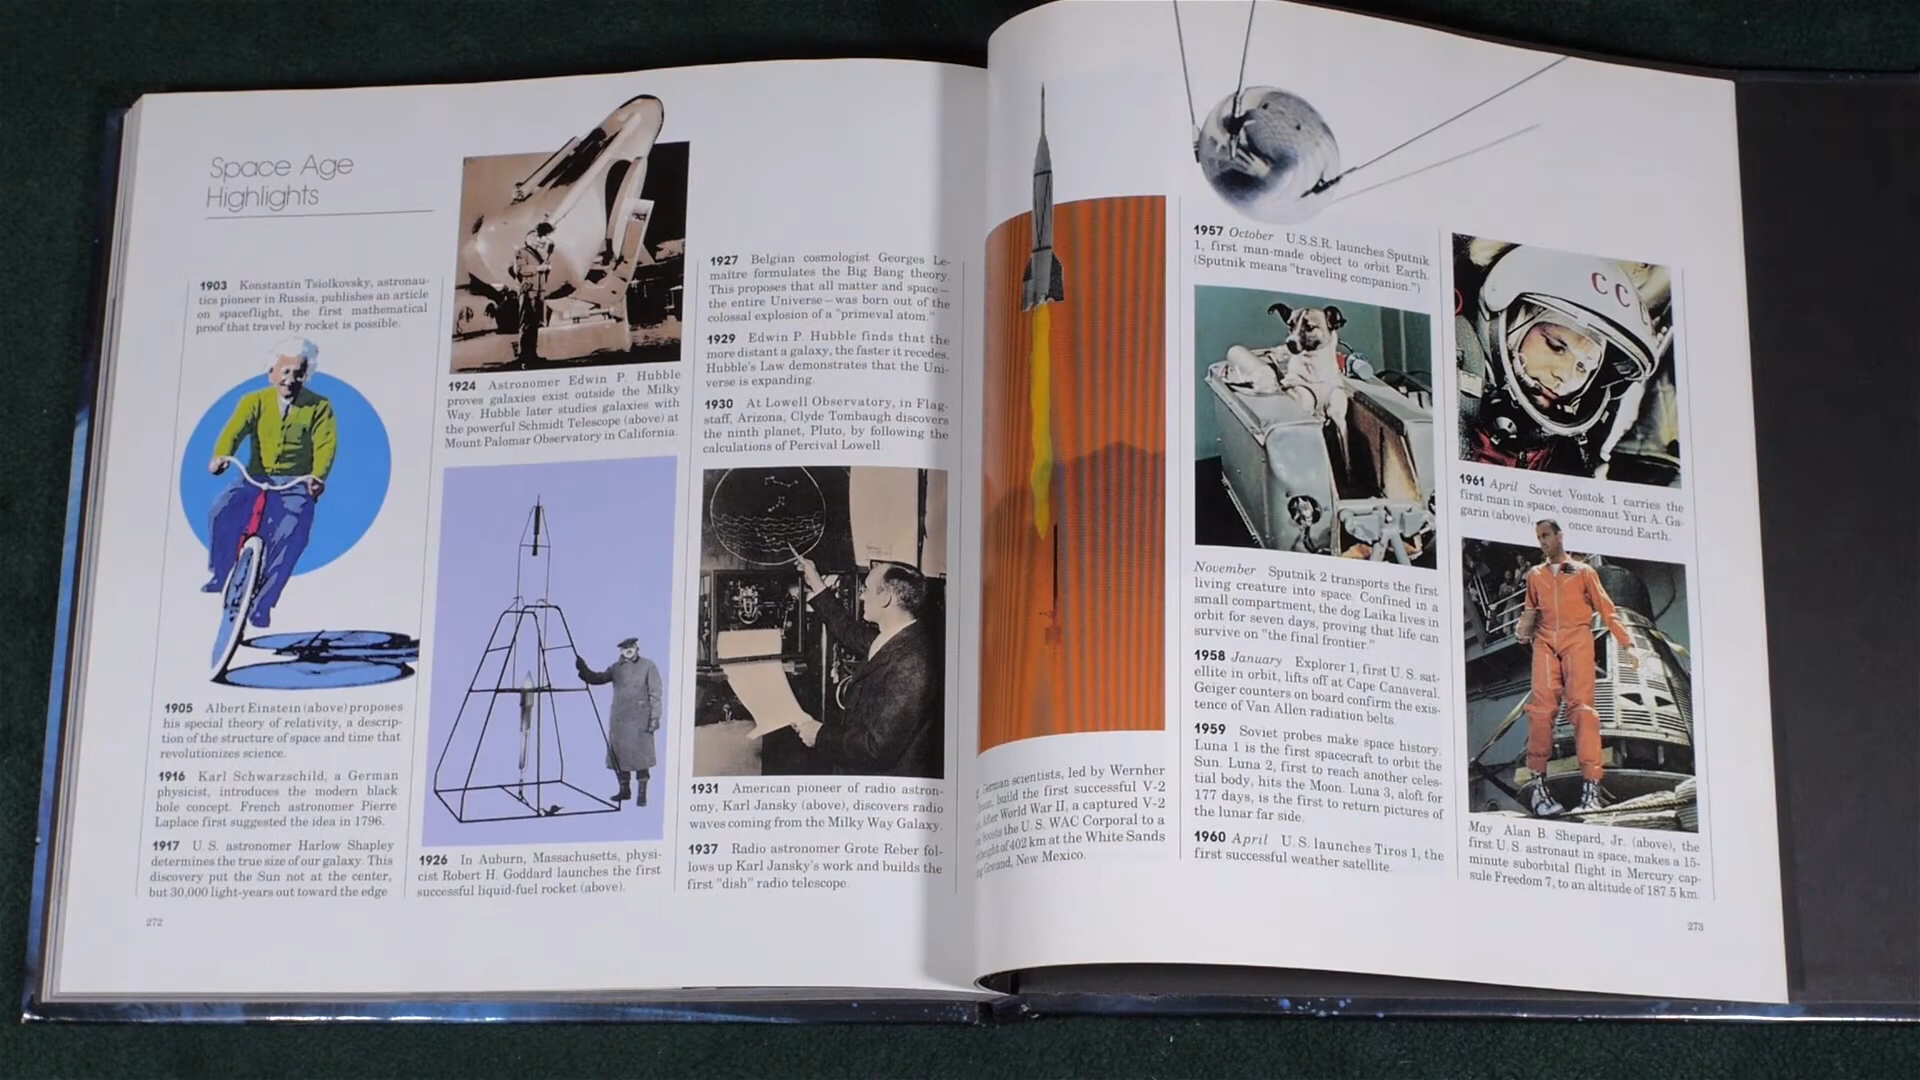 Space Age
Highlights
1903 Konstantin Tsiolkovsky, astronau-
tics pioneer in Russia, publishes an article
on spaceflight, the first mathematical
proof that travel by rocket is possible.
1905 Albert Einstein (above) proposes
his special theory of relativity, a descrip-
tion of the structure of space and time that
revolutionizes science.
1916 Karl Schwarzschild, a German
physicist, introduces the modern black
hole concept. French astronomer Pierre
Laplace first suggested the idea in 1796.
1917 U.S. astronomer Harlow Shapley
determines the true size of our galaxy. This
discovery put the Sun not at the center,
but 30,000 light-years out toward the edge
272
1924 Astronomer Edwin P. Hubble
proves galaxies exist outside the Milky
Way. Hubble later studies galaxies with
the powerful Schmidt Telescope (above) at
Mount Palomar Observatory in California.
1926 In Auburn, Massachusetts, physi-
cist Robert H. Goddard launches the first
successful liquid-fuel rocket (above).
1927 Belgian cosmologist Georges Le-
maître formulates the Big Bang theory.
This proposes that all matter and space—
the entire Universe—was born out of the
colossal explosion of a "primeval atom."
1929 Edwin P. Hubble finds that the
more distant a galaxy, the faster it recedes.
Hubble's Law demonstrates that the Uni-
verse is expanding.
1930 At Lowell Observatory, in Flag-
staff, Arizona, Clyde Tombaugh discovers
the ninth planet, Pluto, by following the
calculations of Percival Lowell.
1931 American pioneer of radio astron-
omy, Karl Jansky (above), discovers radio
waves coming from the Milky Way Galaxy.
1937 Radio astronomer Grote Reber fol-
lows up Karl Jansky's work and builds the
first "dish" radio telescope.
German scientists, led by Wernher
build the first successful V-2
After World War II, a captured V-2
the U. S. WAC Corporal to a
height of 402 km at the White Sands
Ground, New Mexico.
1957 October U.S.S.R. launches Sputnik
1, first man-made object to orbit Earth.
(Sputnik means "traveling companion.")
November Sputnik 2 transports the first
living creature into space. Confined in a
small compartment, the dog Laika lives in
orbit for seven days, proving that life can
survive on "the final frontier."
1958 January Explorer 1, first U. S. sat-
ellite in orbit, lifts off at Cape Canaveral.
Geiger counters on board confirm the exis-
tence of Van Allen radiation belts.
1959 Soviet probes make space history.
Luna 1 is the first spacecraft to orbit the
Sun. Luna 2, first to reach another celes-
tial body, hits the Moon. Luna 3, aloft for
177 days, is the first to return pictures of
the lunar far side.
1960 April U.S. launches Tiros 1, the
first successful weather satellite.
CC
1961 April Soviet Vostok 1 carries the
first man in space, cosmonaut Yuri A. Ga-
garin (above), once around Earth.
May Alan B. Shepard, Jr. (above), the
first U.S. astronaut in space, makes a 15-
minute suborbital flight in Mercury cap-
sule Freedom 7, to an altitude of 187.5 km.
273